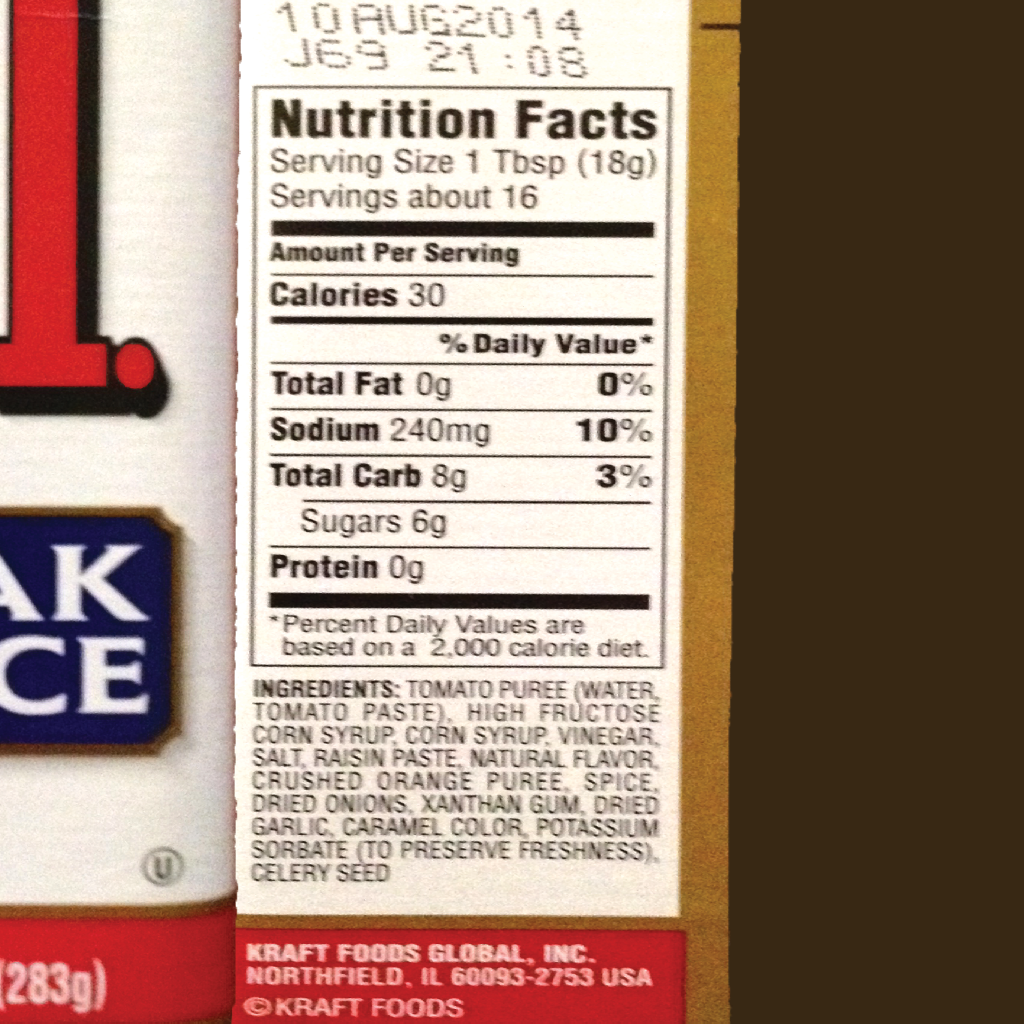 10AUG2014
J69 21:08
Nutrition Facts
Serving Size 1 Tbsp (18g)
Servings about 16
Amount Per Serving
Calories 30
% Daily Value*
Total Fat 0g 0%
Sodium 240mg 10%
Total Carb 8g 3%
Sugars 6g
Protein 0g
*Percent Daily Values are
based on a 2,000 calorie diet.
INGREDIENTS: TOMATO PUREE (WATER,
TOMATO PASTE), HIGH FRUCTOSE
CORN SYRUP, CORN SYRUP, VINEGAR,
SALT, RAISIN PASTE, NATURAL FLAVOR,
CRUSHED ORANGE PUREE, SPICE,
DRIED ONIONS, XANTHAN GUM, DRIED
GARLIC, CARAMEL COLOR, POTASSIUM
SORBATE (TO PRESERVE FRESHNESS),
CELERY SEED
KRAFT FOODS GLOBAL, INC.
NORTHFIELD, IL 60093-2753 USA
©KRAFT FOODS
1.
AK
CE
U
(283g)